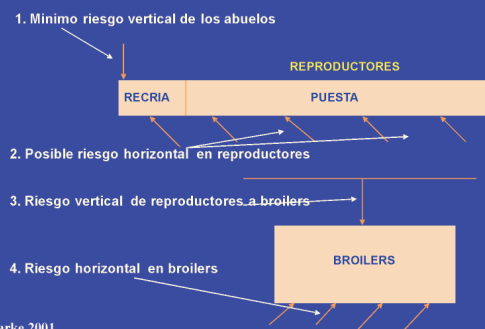 1. Minimo riesgo vertical de los abuelos
REPRODUCTORES
RECRIA
PUESTA
2. Posible riesgo horizontal en reproductores
3. Riesgo vertical de reproductores a broilers
BROILERS
4. Riesgo horizontal en broilers
2001